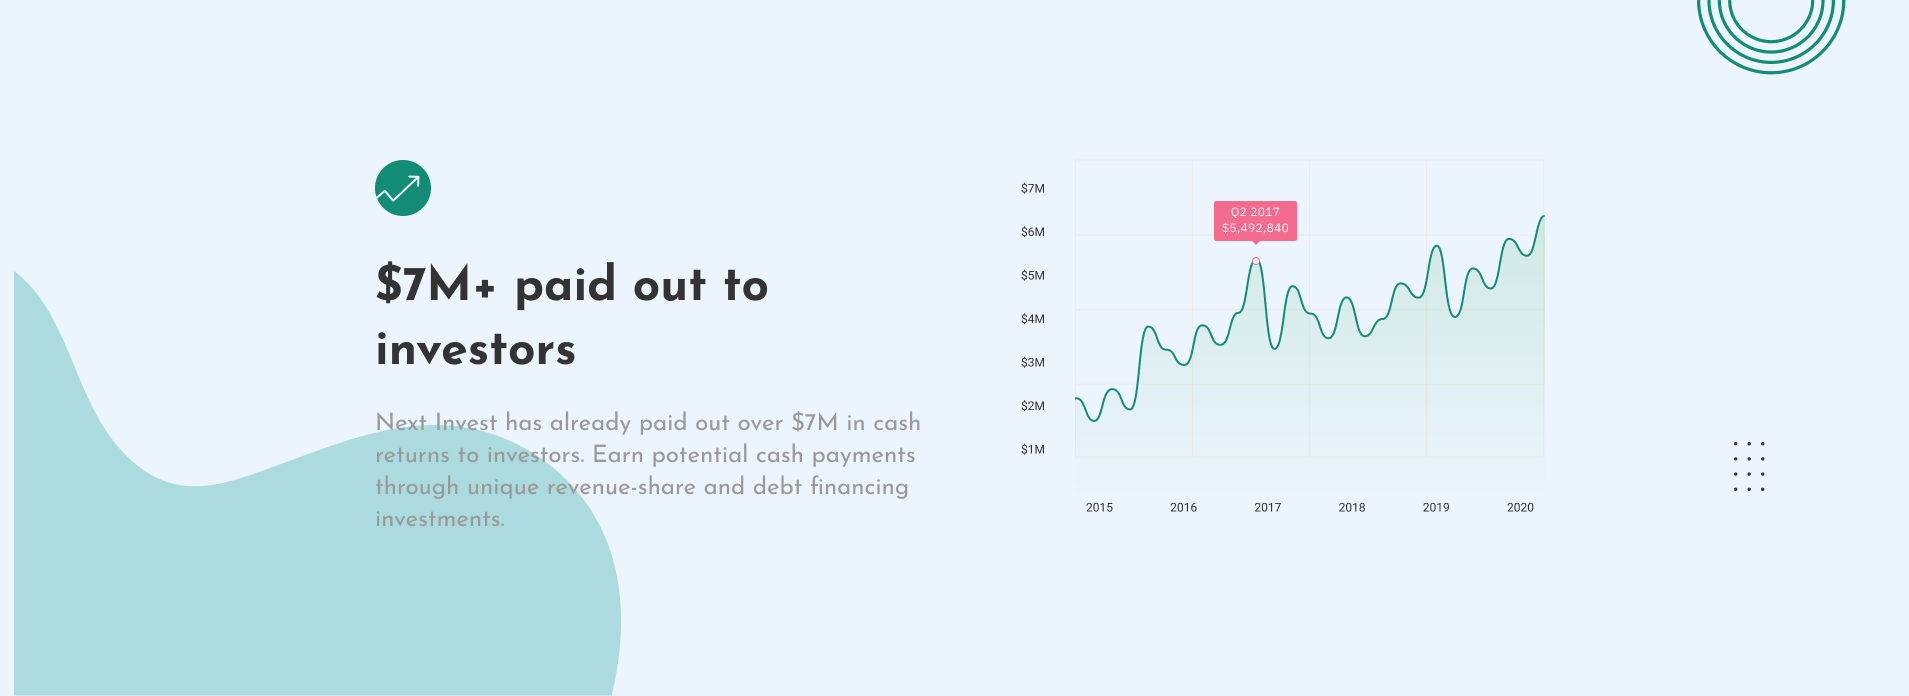 $7M+ paid out to
investors
Next Invest has already paid out over $7M in cash
returns to investors. Earn potential cash payments
through unique revenue-share and debt financing
investments.
$7M
$6M
$5M
$4M
$3M
$2M
$1M
Q2 2017
$5,492,840
2015 2016 2017 2018 2019 2020